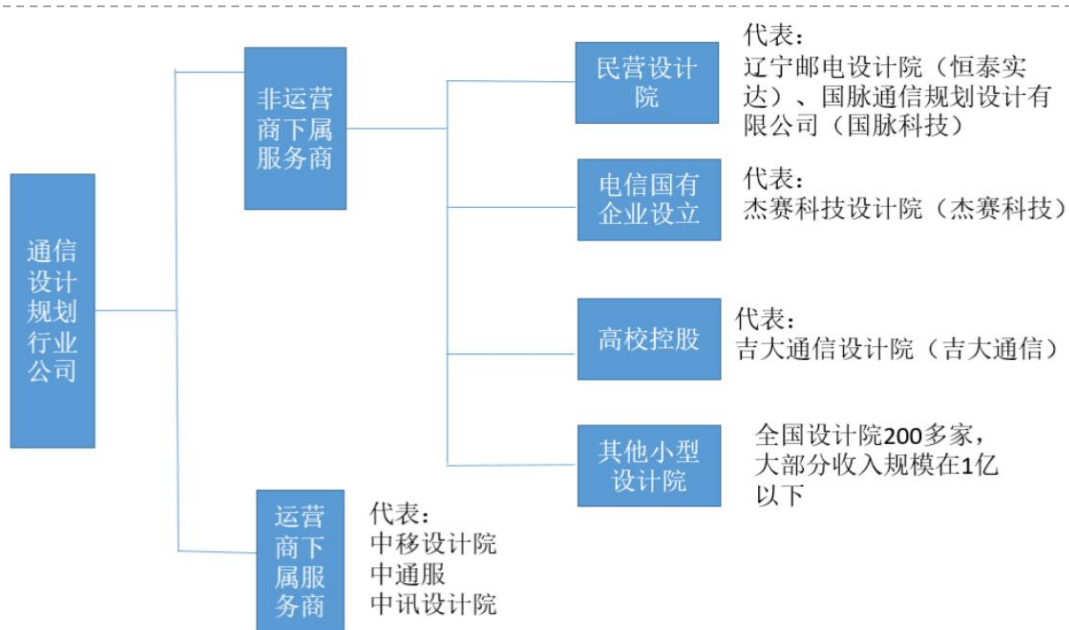 通信
设计
规划
行业
公司
非运营
商下属
服务商
民营设计
院
代表：
辽宁邮电设计院（恒泰实
达）、国脉通信规划设计有
限公司（国脉科技）
电信国有
企业设立
代表：
杰赛科技设计院（杰赛科技）
高校控股
代表：
吉大通信设计院（吉大通信）
其他小型
设计院
全国设计院200多家，
大部分收入规模在1亿
以下
运营
商下
属服
务商
代表：
中移设计院
中通服
中讯设计院